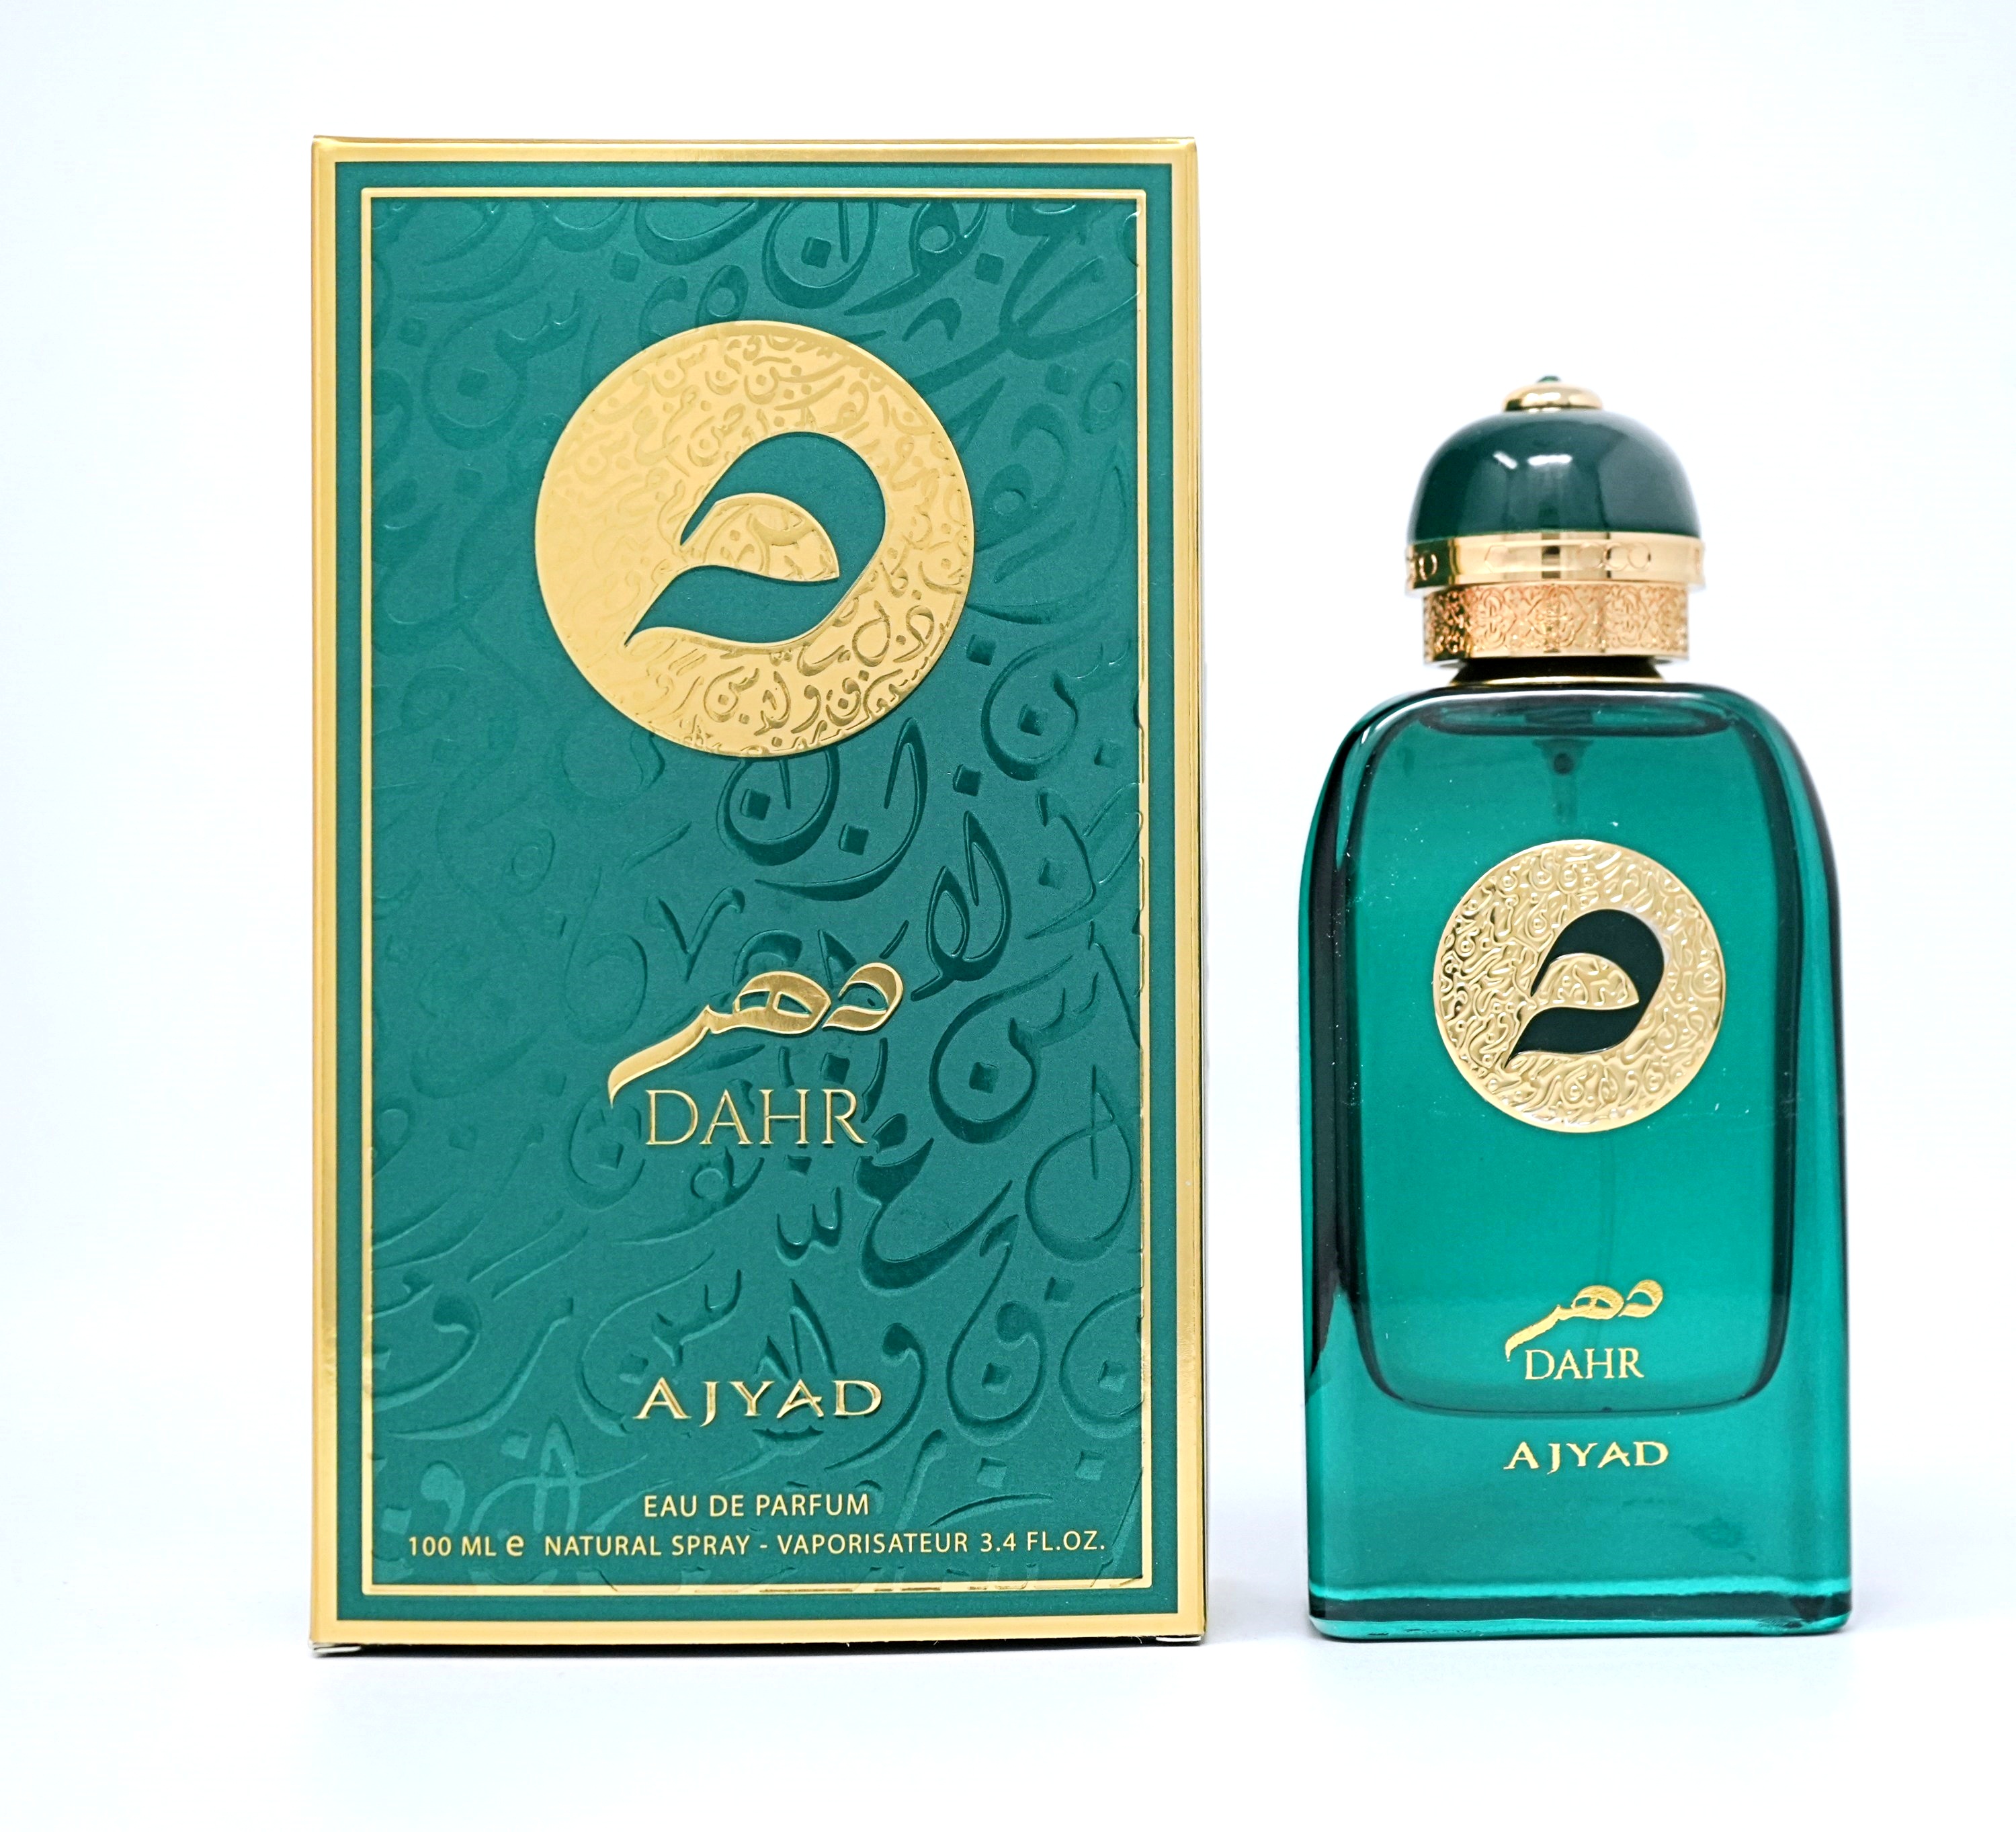 دهر
DAHR
AJYAD
EAU DE PARFUM
100 ML e NATURAL SPRAY - VAPORISATEUR 3.4 FL.OZ.
دهر
DAHR
AJYAD